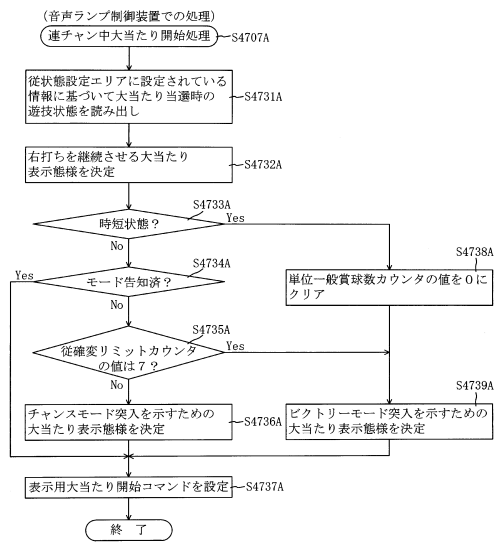 （音声ランプ制御装置での処理）
連チャン中大当たり開始処理
S4707A
従状態設定エリアに設定されている
情報に基づいて大当たり当選時の
遊技状態を読み出し
S4731A
右打ちを継続させる大当たり
表示態様を決定
S4732A
S4733A
時短状態？
Yes
No
S4734A
モード告知済？
Yes
No
S4738A
単位一般賞球数カウンタの値を０に
クリア
S4735A
従確変リミットカウンタ
の値は７？
Yes
No
チャンスモード突入を示すための
大当たり表示態様を決定
S4736A
S4739A
ビクトリーモード突入を示すための
大当たり表示態様を決定
表示用大当たり開始コマンドを設定
S4737A
終 了